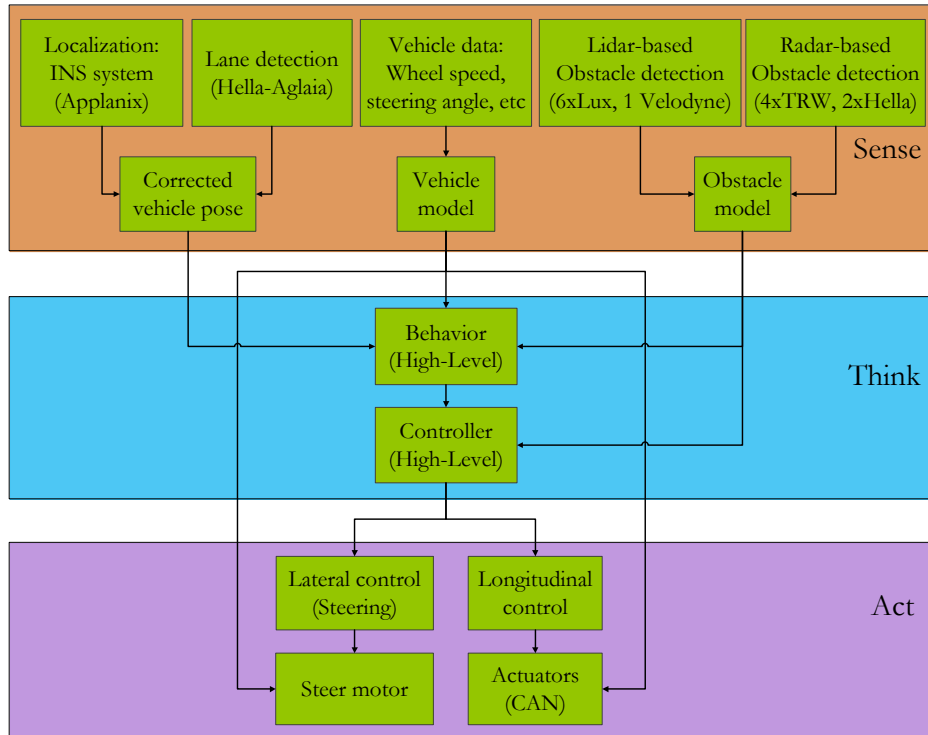 Localization:
INS system
(Applanix)
Lane detection
(Hella-Aglaia)
Vehicle data:
Wheel speed,
steering angle, etc
Lidar-based
Obstacle detection
(6xLux, 1 Velodyne)
Radar-based
Obstacle detection
(4xTRW, 2xHella)
Sense
Corrected
vehicle pose
Vehicle
model
Obstacle
model
Behavior
(High-Level)
Think
Controller
(High-Level)
Lateral control
(Steering)
Longitudinal
control
Act
Steer motor
Actuators
(CAN)